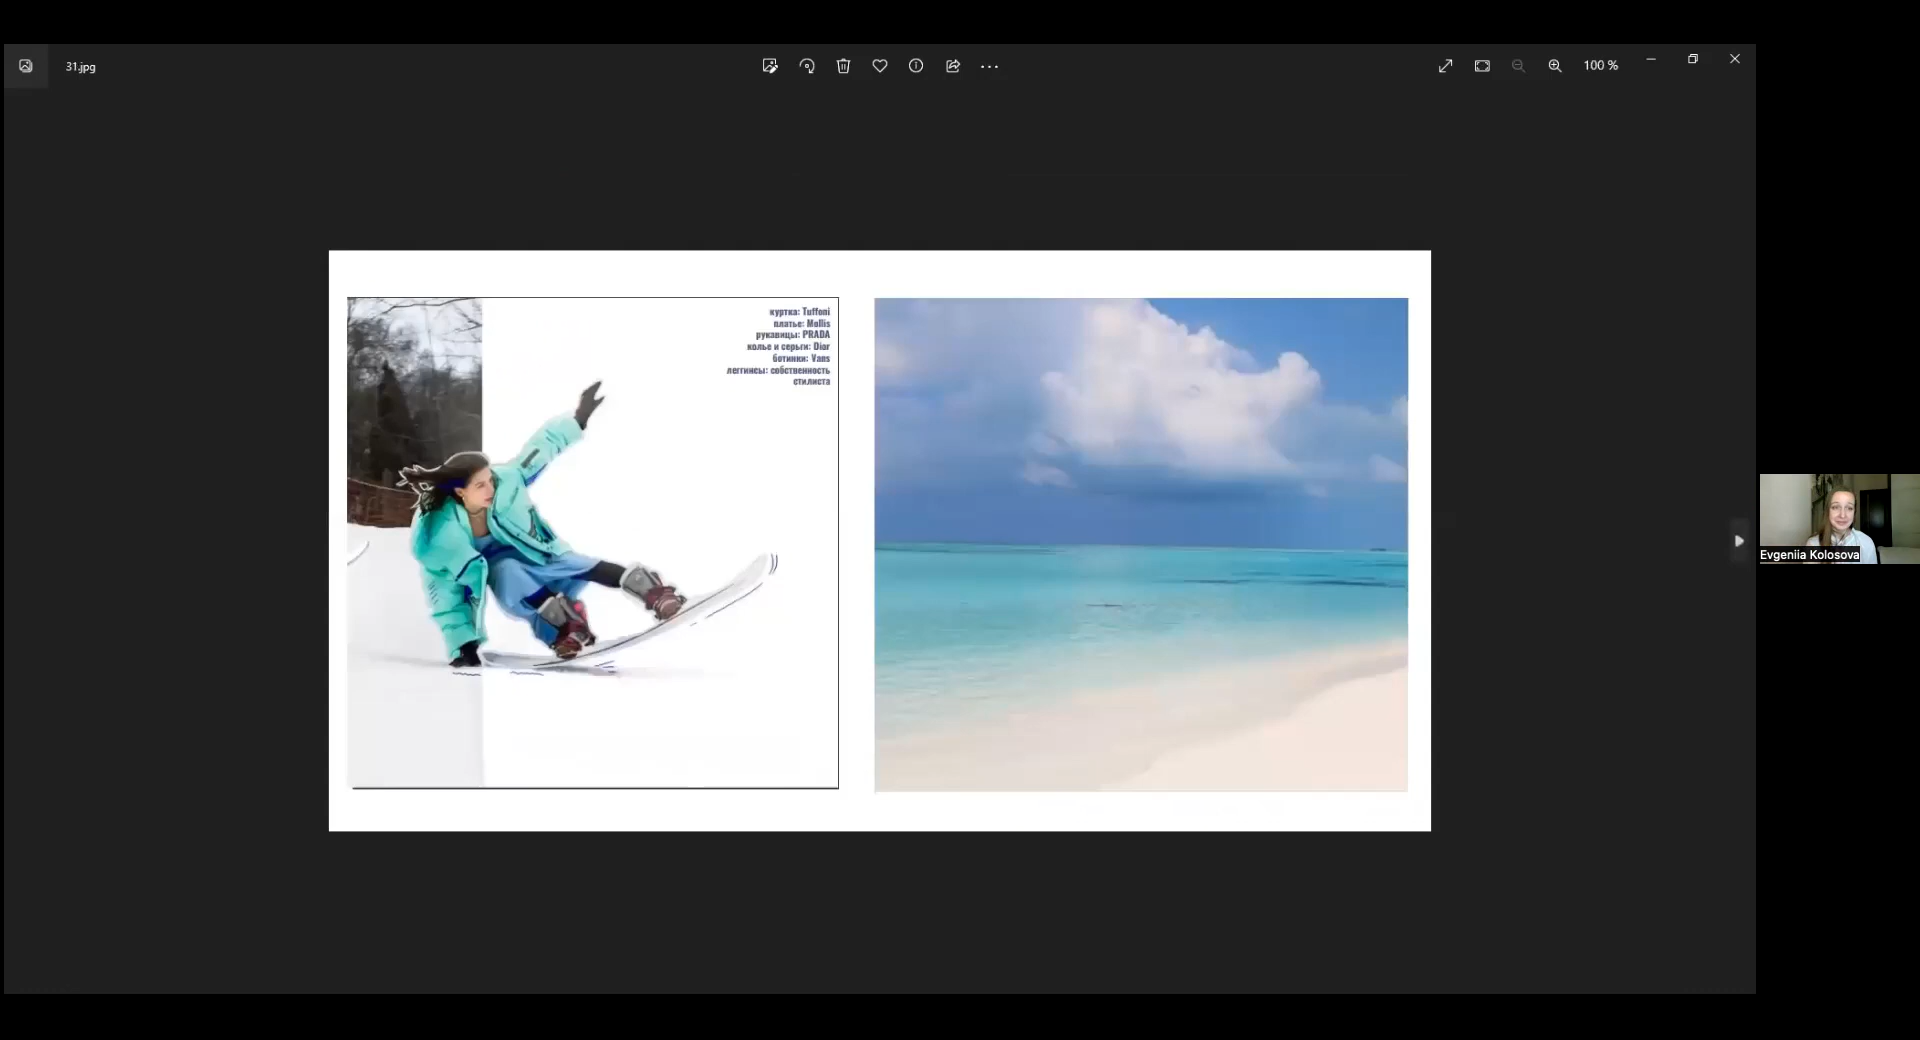 31.jpg
100 %
куртка: Tuffoni
платье: Mollis
рукавицы: PRADA
колье и серьги: Dior
ботинки: Vans
леггинсы: собственность
стилиста
Evgeniia Kolosova